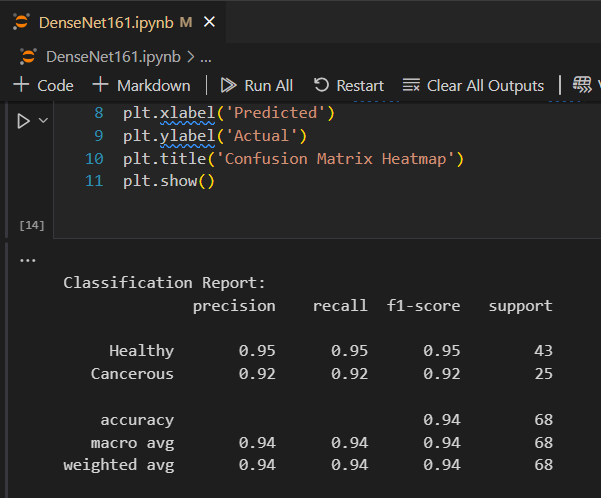 DenseNet161.ipynb M
DenseNet161.ipynb > ...
+ Code + Markdown | Run All Restart Clear All Outputs |
8 plt.xlabel('Predicted')
9 plt.ylabel('Actual')
10 plt.title('Confusion Matrix Heatmap')
11 plt.show()
[14]
...
Classification Report:
precision recall f1-score support
Healthy 0.95 0.95 0.95 43
Cancerous 0.92 0.92 0.92 25
accuracy 0.94 68
macro avg 0.94 0.94 0.94 68
weighted avg 0.94 0.94 0.94 68